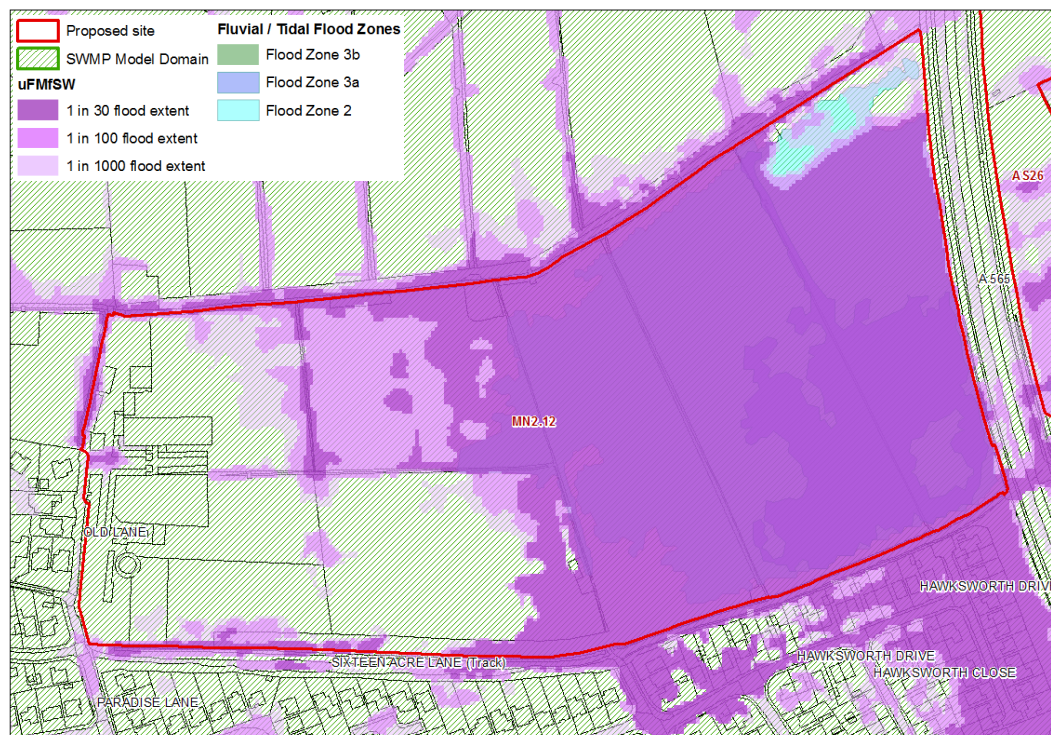 Proposed site
SWMP Model Domain
uFMfSW
1 in 30 flood extent
1 in 100 flood extent
1 in 1000 flood extent
Fluvial / Tidal Flood Zones
Flood Zone 3b
Flood Zone 3a
Flood Zone 2
AS26
A 565
MN2.12
OLD LANE
HAWKSWORTH DRIVE
HAWKSWORTH DRIVE
SIXTEEN ACRE LANE (Track)
HAWKSWORTH CLOSE
PARADISE LANE